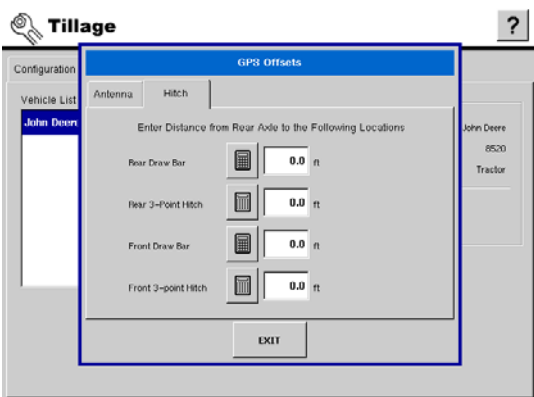 Tillage
?
Configuration
GPS Offsets
Vehicle List
Antenna
Hitch
John Deere
Enter Distance from Rear Axle to the Following Locations
John Deere
8520
Tractor
Rear Draw Bar
0.0
ft
Rear 3-Point Hitch
0.0
ft
Front Draw Bar
0.0
ft
Front 3-point Hitch
0.0
ft
EXIT